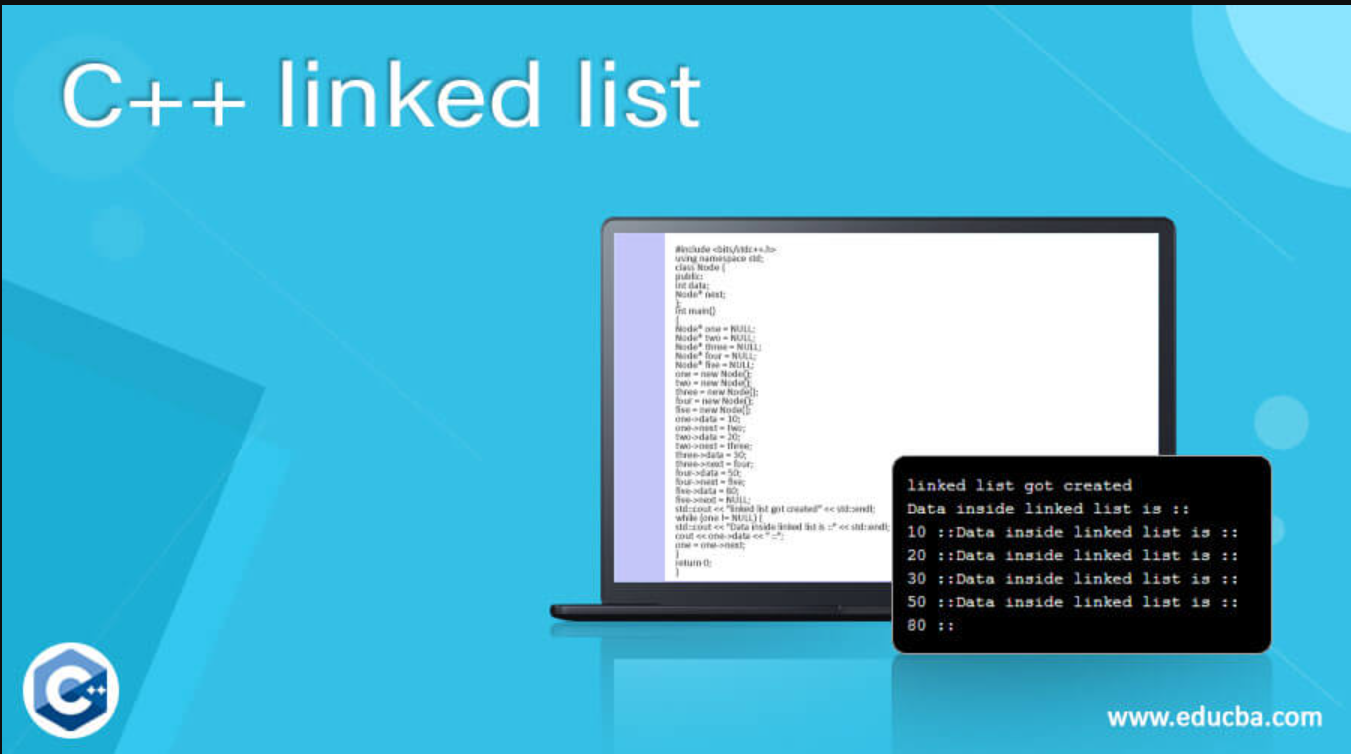 C++ linked list
#include <bits/stdc++.h>
using namespace std;
class Node {
public:
int data;
Node* next;
};
int main()
{
Node* one = NULL;
Node* two = NULL;
Node* three = NULL;
Node* four = NULL;
Node* five = NULL;
one = new Node();
two = new Node();
three = new Node();
four = new Node();
five = new Node();
one->data = 10;
one->next = two;
two->data = 20;
two->next = three;
three->data = 30;
three->next = four;
four->data = 50;
four->next = five;
five->data = 80;
five->next = NULL;
std::cout << "linked list got created" << std::endl;
while (one != NULL) {
std::cout << "Data inside linked list is ::" << std::endl;
cout << one->data << " ::";
one = one->next;
}
return 0;
}
linked list got created
Data inside linked list is ::
10 ::Data inside linked list is ::
20 ::Data inside linked list is ::
30 ::Data inside linked list is ::
50 ::Data inside linked list is ::
80 ::
C++
www.educba.com